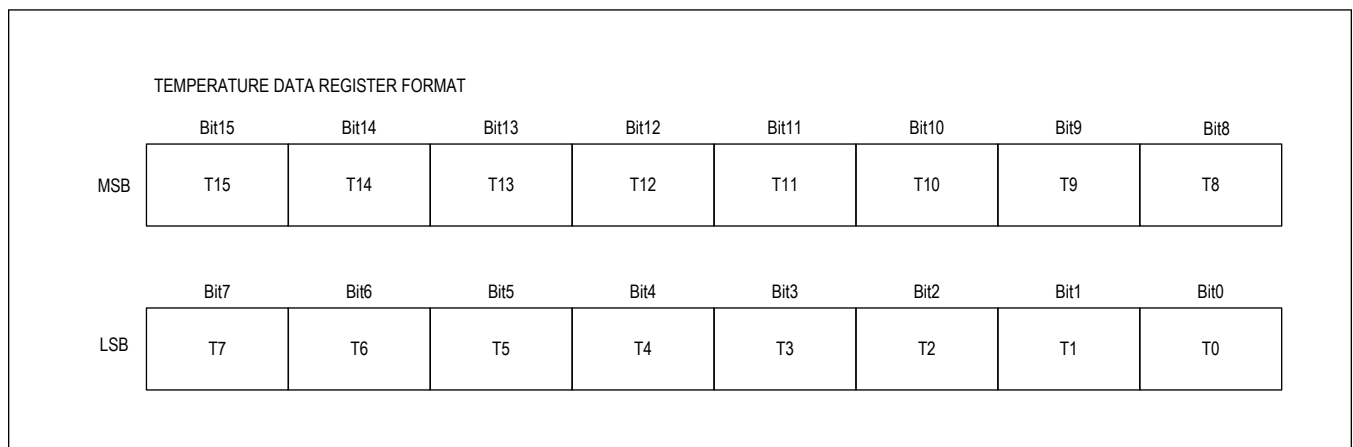 TEMPERATURE DATA REGISTER FORMAT
Bit15 Bit14 Bit13 Bit12 Bit11 Bit10 Bit9 Bit8
MSB T15 T14 T13 T12 T11 T10 T9 T8
Bit7 Bit6 Bit5 Bit4 Bit3 Bit2 Bit1 Bit0
LSB T7 T6 T5 T4 T3 T2 T1 T0